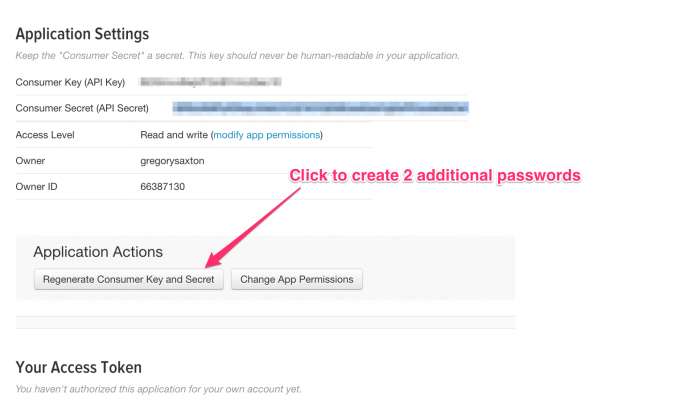 Application Settings
Keep the "Consumer Secret" a secret. This key should never be human-readable in your application.
Consumer Key (API Key)
Consumer Secret (API Secret)
Access Level Read and write (modify app permissions)
Owner gregorysaxton
Owner ID 66387130
Click to create 2 additional passwords
Application Actions
Regenerate Consumer Key and Secret Change App Permissions
Your Access Token
You haven't authorized this application for your own account yet.